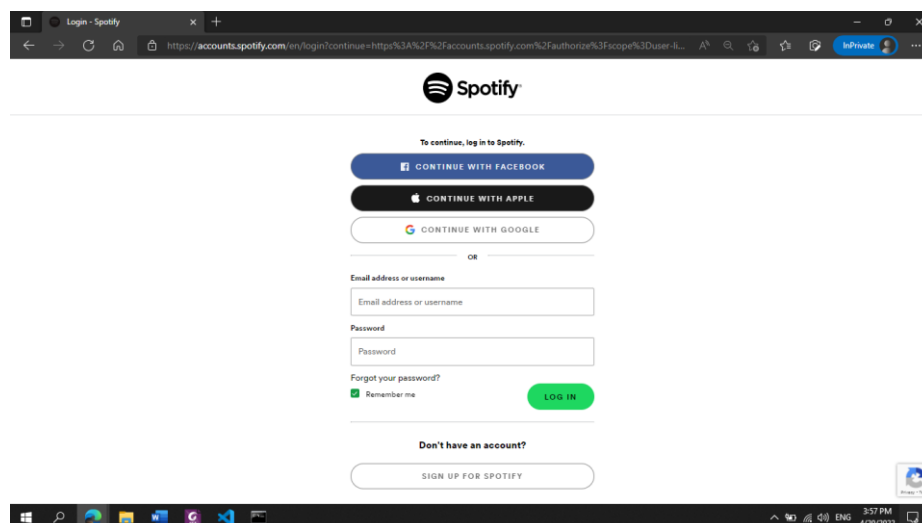 Login - Spotify
https://accounts.spotify.com/en/login?continue=https%3A%2F%2Faccounts.spotify.com%2Fauthorize%3Fscope%3Duser-li...
InPrivate
Spotify
To continue, log in to Spotify.
CONTINUE WITH FACEBOOK
CONTINUE WITH APPLE
CONTINUE WITH GOOGLE
OR
Email address or username
Email address or username
Password
Password
Forgot your password?
Remember me
LOG IN
Don't have an account?
SIGN UP FOR SPOTIFY
ENG
3:57 PM